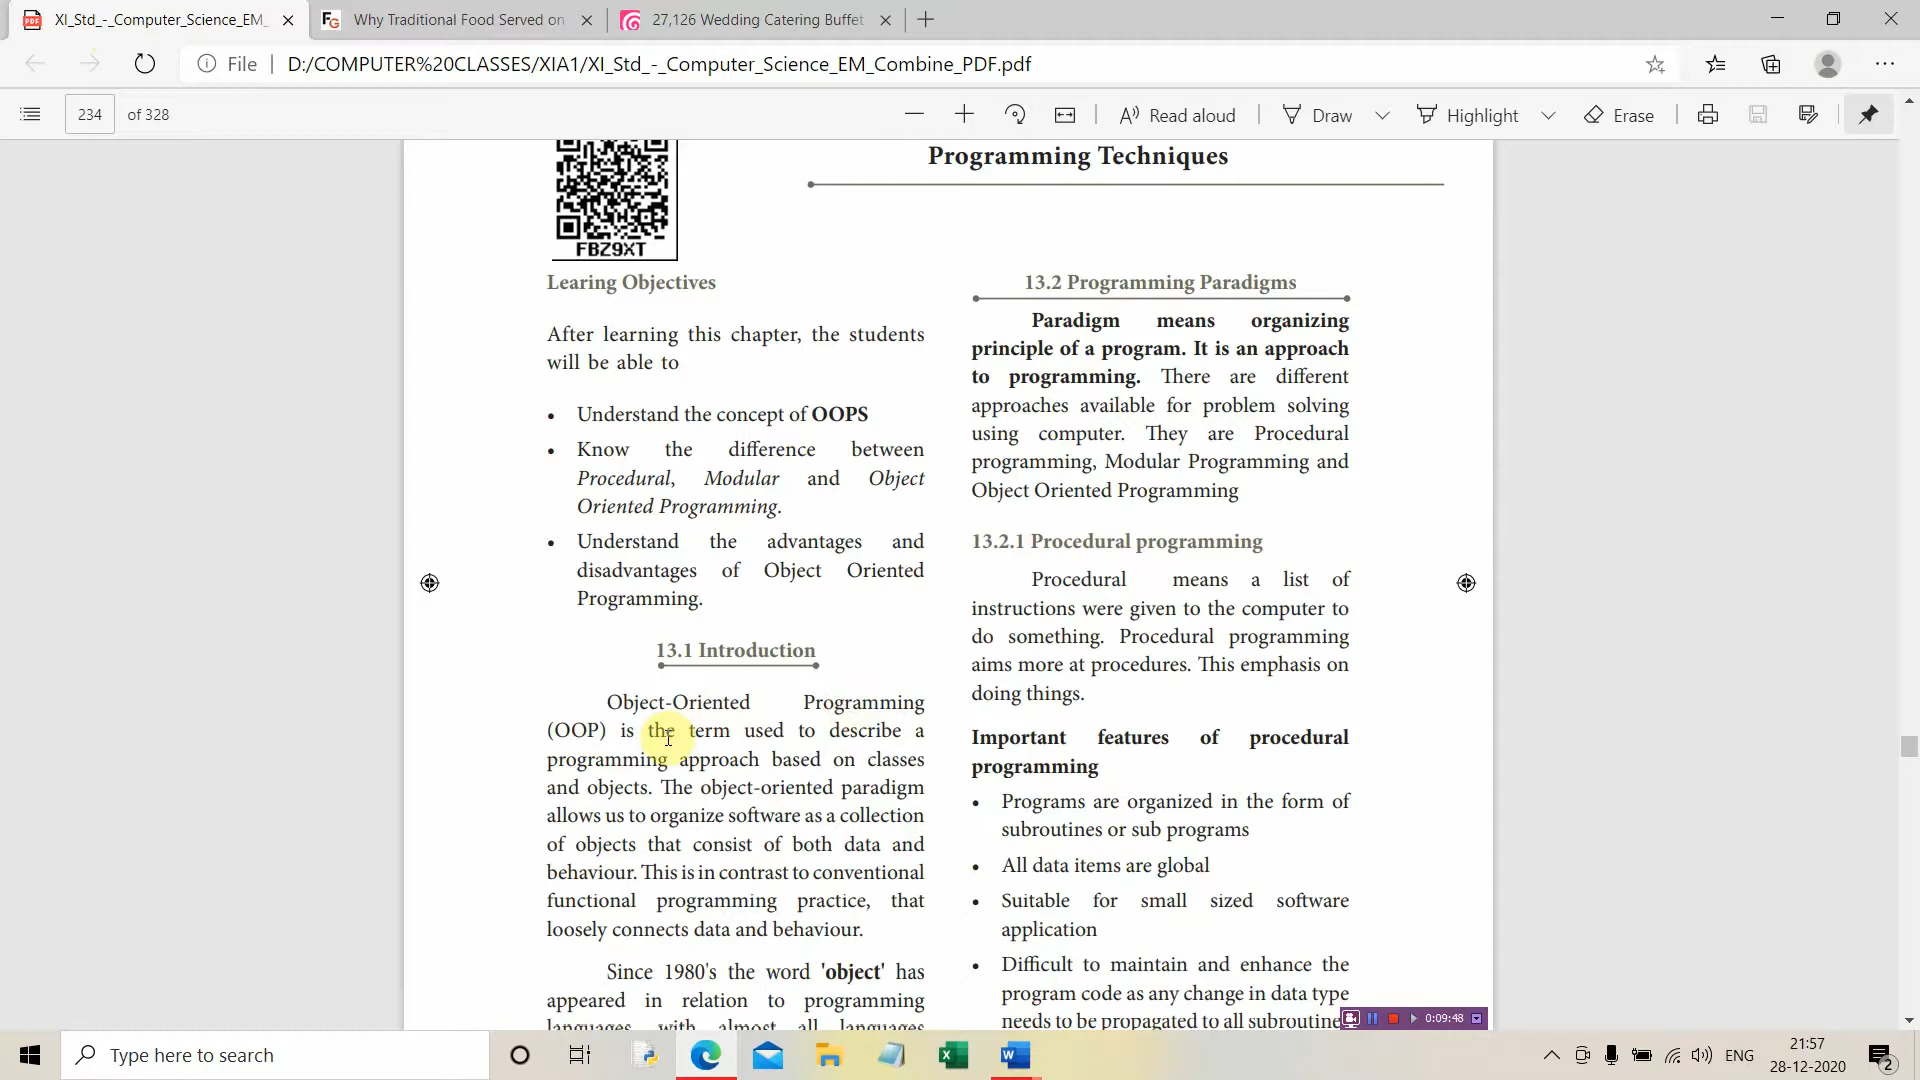 XI_Std_-_Computer_Science_EM_
Why Traditional Food Served on
27,126 Wedding Catering Buffet
File
D:/COMPUTER%20CLASSES/XIA1/XI_Std_-_Computer_Science_EM_Combine_PDF.pdf
234 of 328
Read aloud
Draw
Highlight
Erase
Programming Techniques
FBZ9XT
Learing Objectives
After learning this chapter, the students
will be able to
• Understand the concept of OOPS
• Know the difference between
Procedural, Modular and Object
Oriented Programming.
• Understand the advantages and
disadvantages of Object Oriented
Programming.
13.1 Introduction
Object-Oriented Programming
(OOP) is the term used to describe a
programming approach based on classes
and objects. The object-oriented paradigm
allows us to organize software as a collection
of objects that consist of both data and
behaviour. This is in contrast to conventional
functional programming practice, that
loosely connects data and behaviour.
Since 1980's the word 'object' has
appeared in relation to programming
languages, with almost all languages
13.2 Programming Paradigms
Paradigm means organizing
principle of a program. It is an approach
to programming. There are different
approaches available for problem solving
using computer. They are Procedural
programming, Modular Programming and
Object Oriented Programming
13.2.1 Procedural programming
Procedural means a list of
instructions were given to the computer to
do something. Procedural programming
aims more at procedures. This emphasis on
doing things.
Important features of procedural
programming
• Programs are organized in the form of
subroutines or sub programs
• All data items are global
• Suitable for small sized software
application
• Difficult to maintain and enhance the
program code as any change in data type
needs to be propagated to all subroutine
0:09:48
Type here to search
ENG
21:57
28-12-2020
2